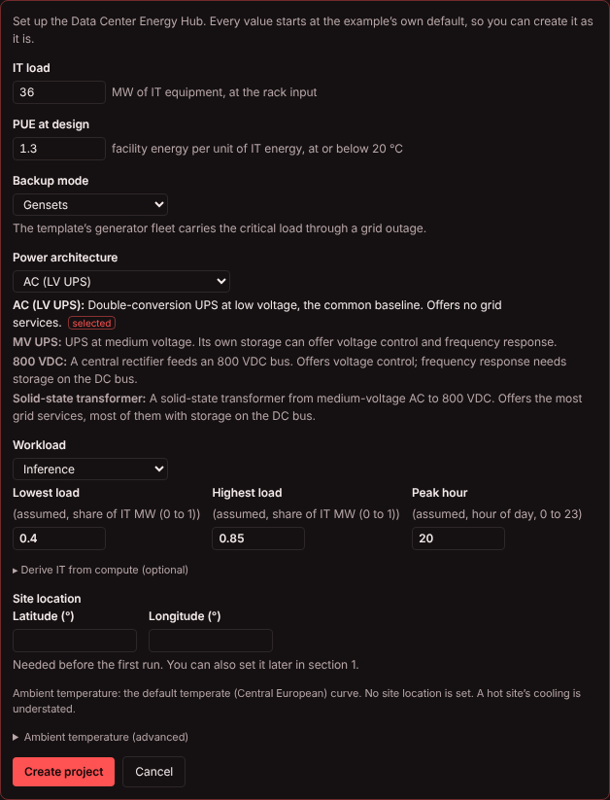 Set up the Data Center Energy Hub. Every value starts at the example's own default, so you can create it as
it is.
IT load
36 MW of IT equipment, at the rack input
PUE at design
1.3 facility energy per unit of IT energy, at or below 20 °C
Backup mode
Gensets
The template's generator fleet carries the critical load through a grid outage.
Power architecture
AC (LV UPS)
AC (LV UPS): Double-conversion UPS at low voltage, the common baseline. Offers no grid
services. selected
MV UPS: UPS at medium voltage. Its own storage can offer voltage control and frequency response.
800 VDC: A central rectifier feeds an 800 VDC bus. Offers voltage control; frequency response needs
storage on the DC bus.
Solid-state transformer: A solid-state transformer from medium-voltage AC to 800 VDC. Offers the most
grid services, most of them with storage on the DC bus.
Workload
Inference
Lowest load Highest load Peak hour
(assumed, share of IT MW (0 to 1)) (assumed, share of IT MW (0 to 1)) (assumed, hour of day, 0 to 23)
0.4 0.85 20
▸ Derive IT from compute (optional)
Site location
Latitude (°) Longitude (°)
Needed before the first run. You can also set it later in section 1.
Ambient temperature: the default temperate (Central European) curve. No site location is set. A hot site's cooling is
understated.
▸ Ambient temperature (advanced)
Create project Cancel